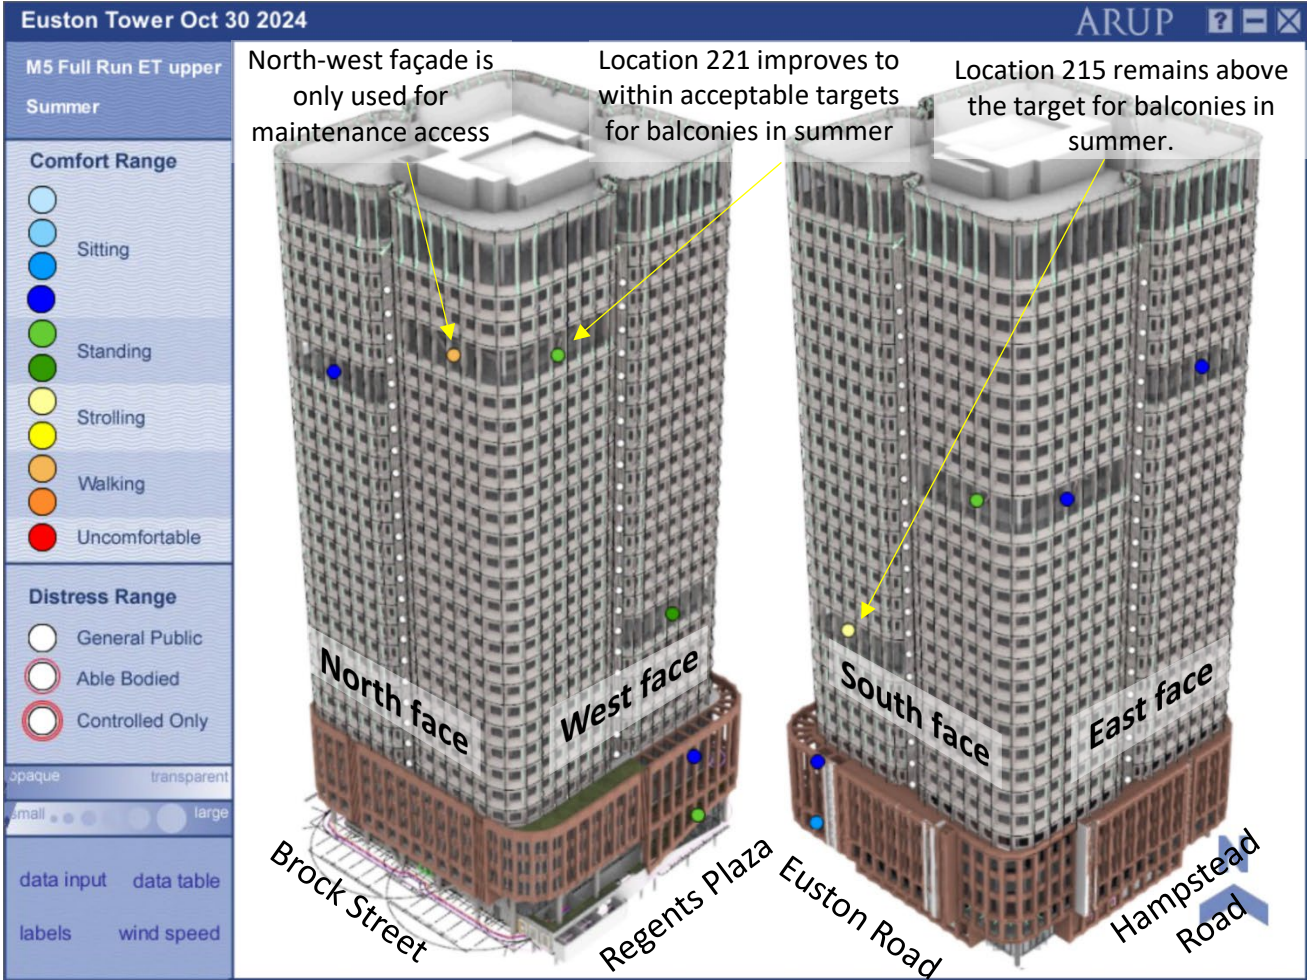 Euston Tower Oct 30 2024
ARUP
?
M5 Full Run ET upper
Summer
Comfort Range
Sitting
Standing
Strolling
Walking
Uncomfortable
Distress Range
General Public
Able Bodied
Controlled Only
opaque transparent
small large
data input data table
labels wind speed
North-west façade is
only used for
maintenance access
Location 221 improves to
within acceptable targets
for balconies in summer
Location 215 remains above
the target for balconies in
summer.
North face
West face
South face
East face
Brock Street
Regents Plaza
Euston Road
Hampstead
Road
N